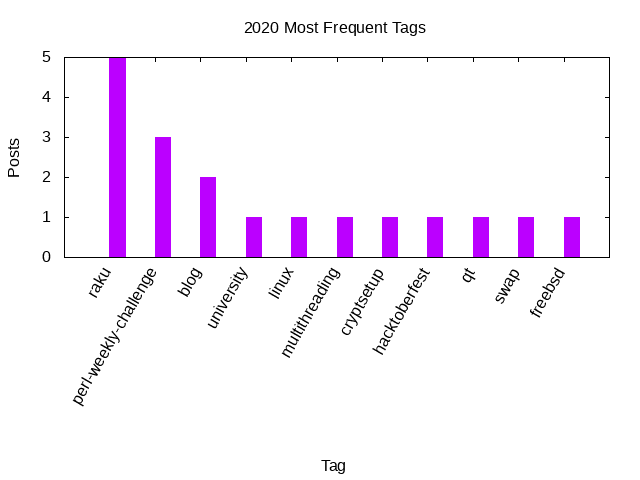 2020 Most Frequent Tags
Posts
5
4
3
2
1
0
raku
perl-weekly-challenge
blog
university
linux
multithreading
cryptsetup
hacktoberfest
qt
swap
freebsd
Tag